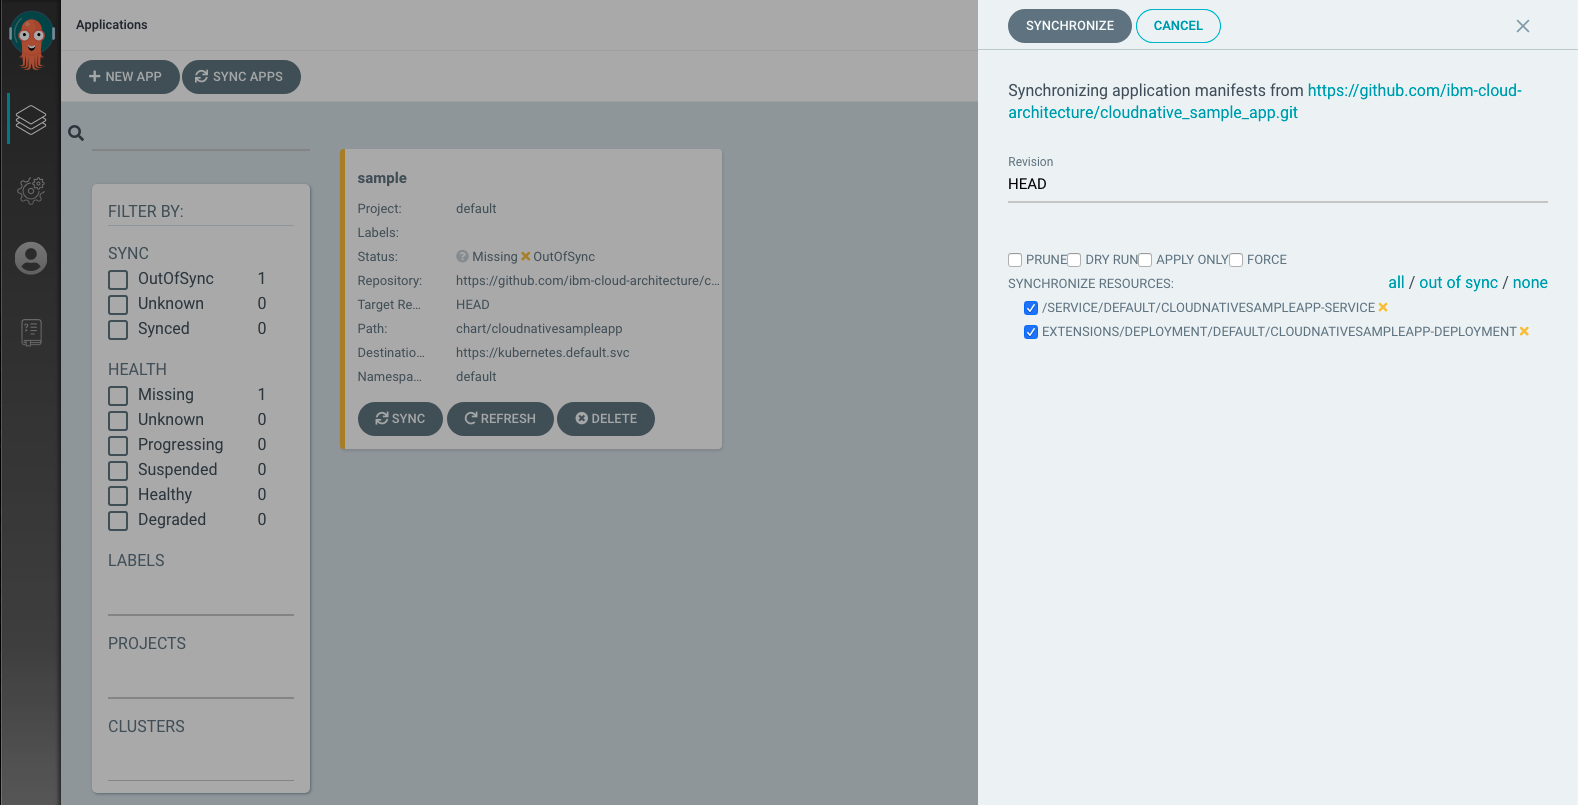 Applications
NEW APP
SYNC APPS
FILTER BY:
SYNC
OutOfSync 1
Unknown 0
Synced 0
HEALTH
Missing 1
Unknown 0
Progressing 0
Suspended 0
Healthy 0
Degraded 0
LABELS
PROJECTS
CLUSTERS
sample
Project: default
Labels:
Status: Missing OutOfSync
Repository: https://github.com/ibm-cloud-architecture/c...
Target Re... HEAD
Path: chart/cloudnativesampleapp
Destinatio... https://kubernetes.default.svc
Namespa... default
SYNC REFRESH DELETE
SYNCHRONIZE CANCEL
Synchronizing application manifests from https://github.com/ibm-cloud-
architecture/cloudnative_sample_app.git
Revision
HEAD
PRUNE DRY RUN APPLY ONLY FORCE
SYNCHRONIZE RESOURCES: all / out of sync / none
/SERVICE/DEFAULT/CLOUDNATIVESAMPLEAPP-SERVICE
EXTENSIONS/DEPLOYMENT/DEFAULT/CLOUDNATIVESAMPLEAPP-DEPLOYMENT